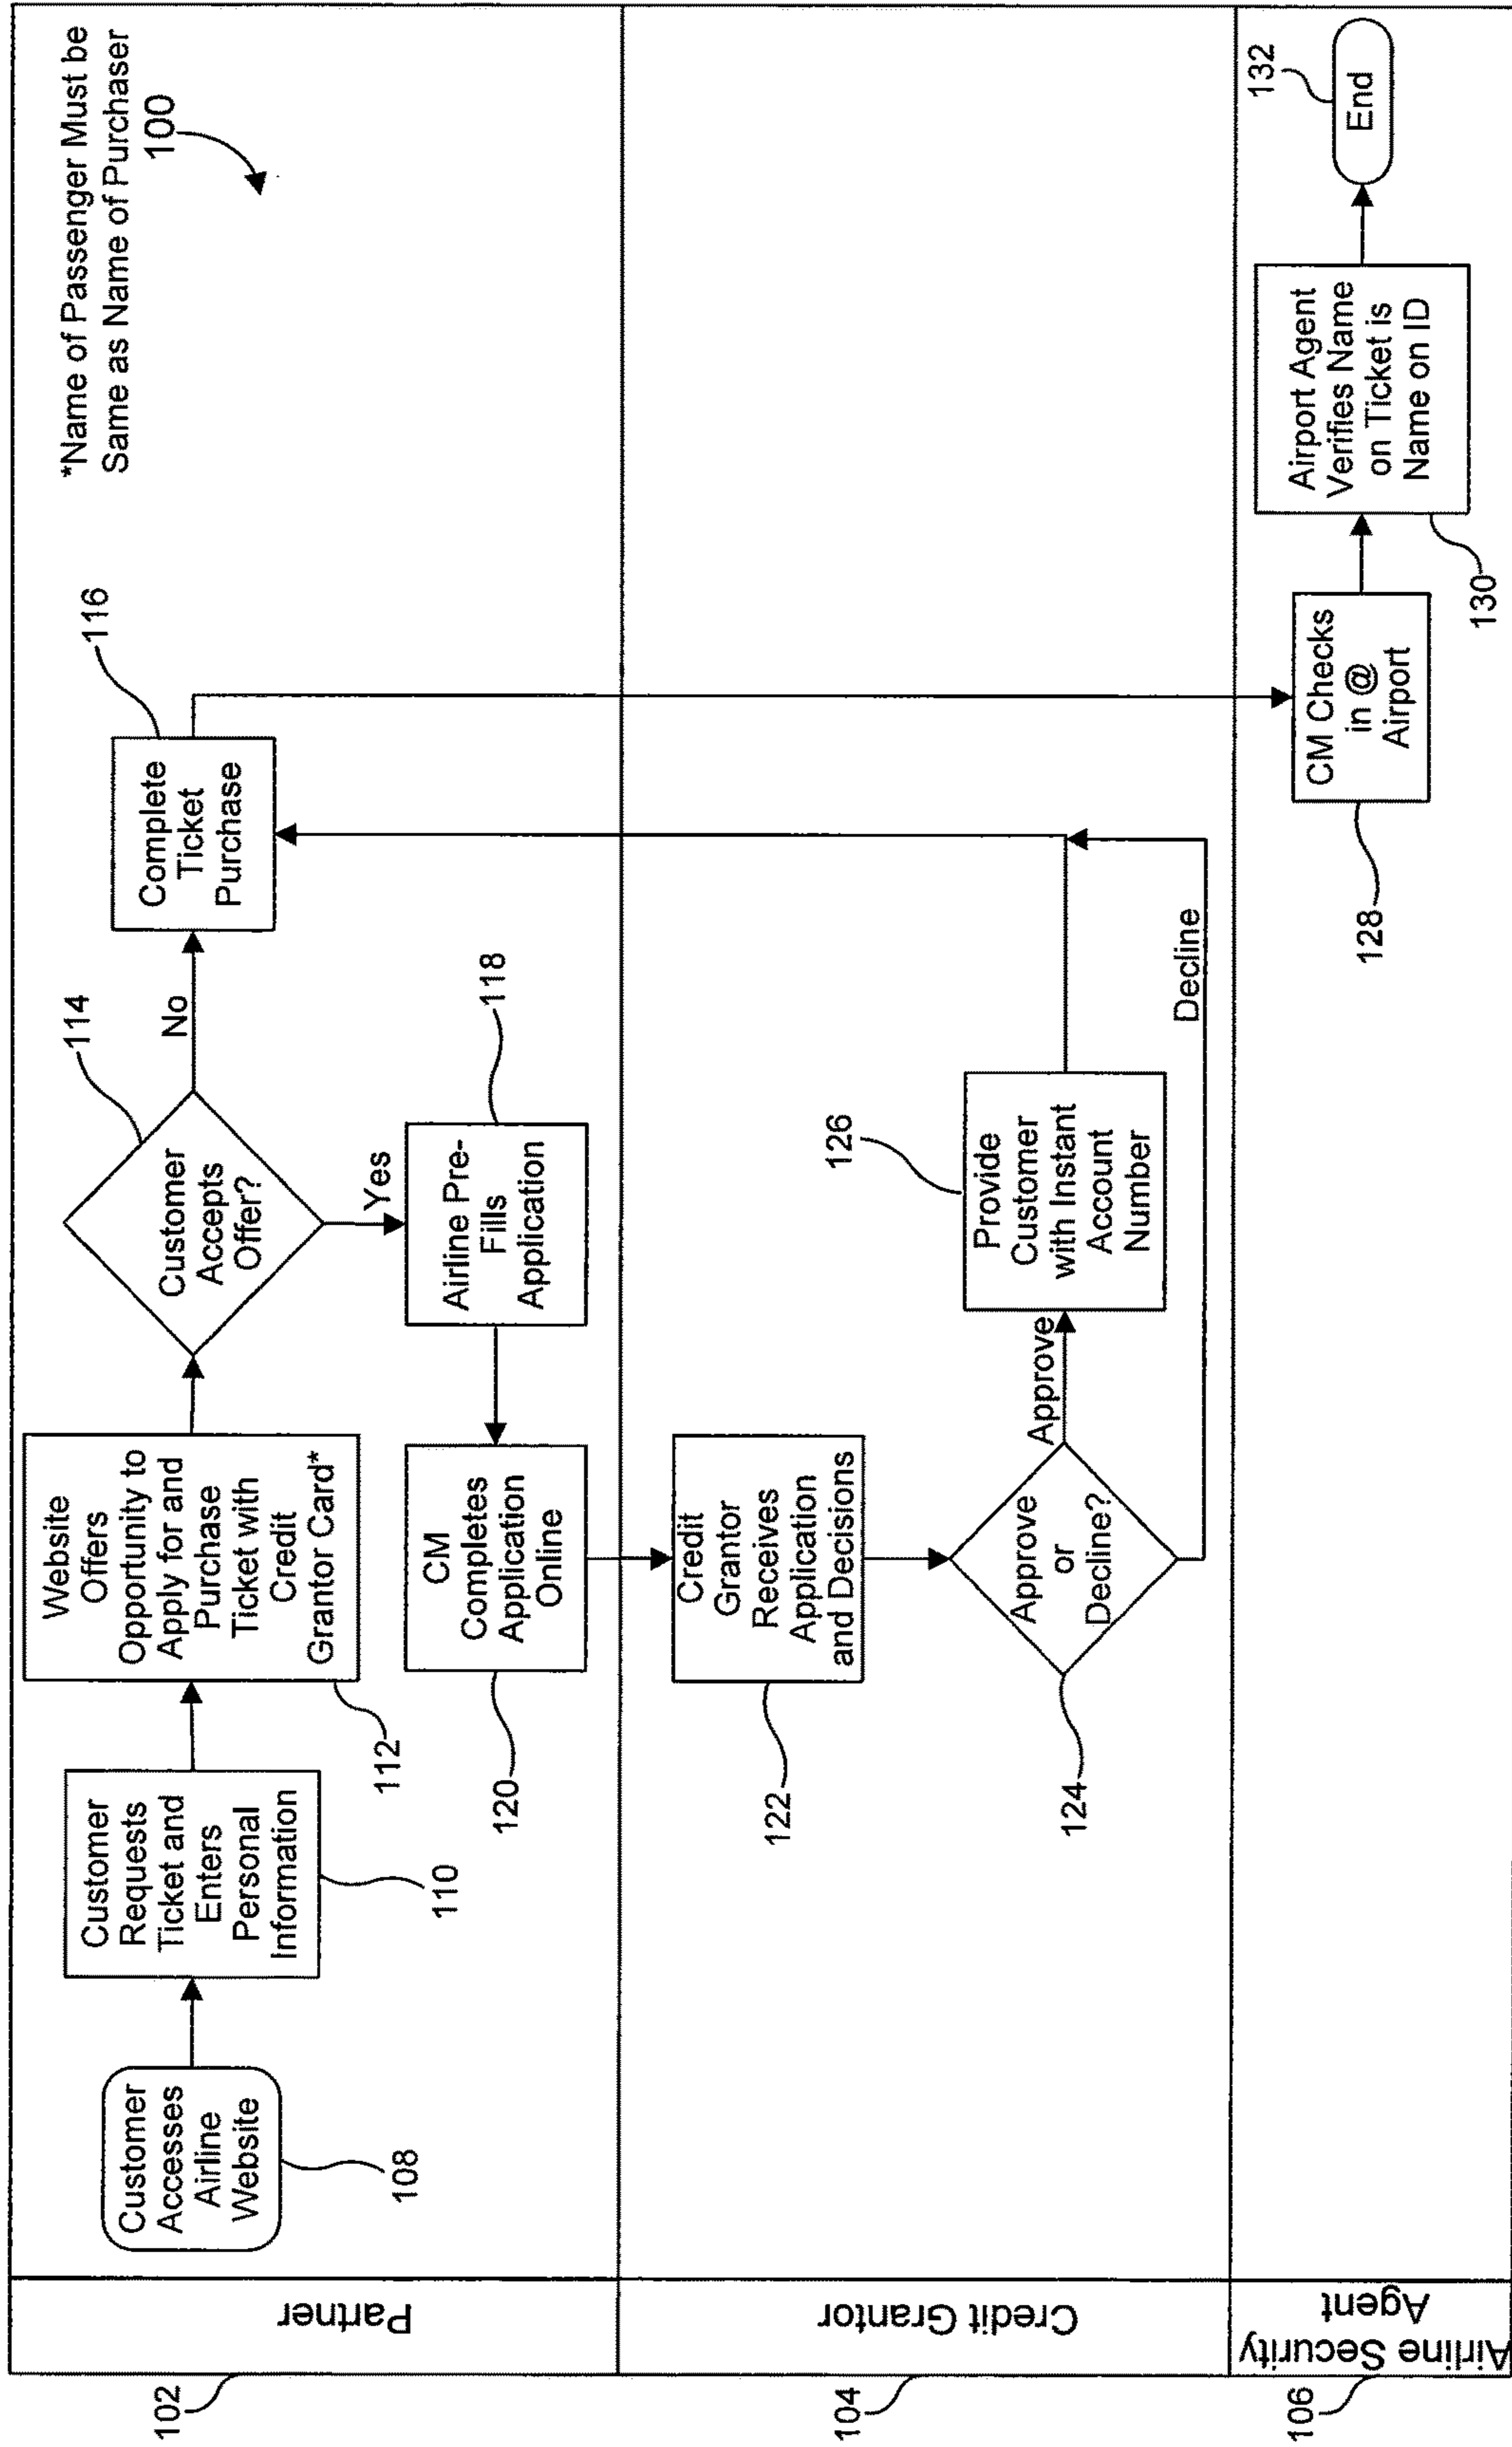 *Name of Passenger Must be
Same as Name of Purchaser
100
102
Partner
Customer
Accesses
Airline
Website
108
Customer
Requests
Ticket and
Enters
Personal
Information
110
Website
Offers
Opportunity to
Apply for and
Purchase
Ticket with
Credit
Grantor Card*
112
Customer
Accepts
Offer?
114
No
Yes
Complete
Ticket
Purchase
116
Airline Pre-
Fills
Application
118
CM
Completes
Application
Online
120
104
Credit Grantor
Credit
Grantor
Receives
Application
and Decisions
122
Approve
or
Decline?
124
Approve
Decline
Provide
Customer
with Instant
Account
Number
126
106
Airline Security
Agent
CM Checks
in @
Airport
128
Airport Agent
Verifies Name
on Ticket is
Name on ID
130
End
132